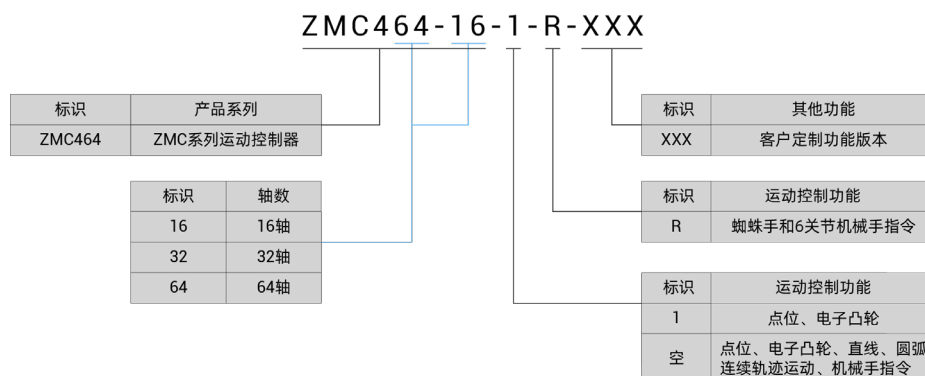 ZMC464-16-1-R-XXX
标识 产品系列
ZMC464 ZMC系列运动控制器
标识 轴数
16 16轴
32 32轴
64 64轴
标识 其他功能
XXX 客户定制功能版本
标识 运动控制功能
R 蜘蛛手和6关节机械手指令
标识 运动控制功能
1 点位、电子凸轮
空 点位、电子凸轮、直线、圆弧
连续轨迹运动、机械手指令